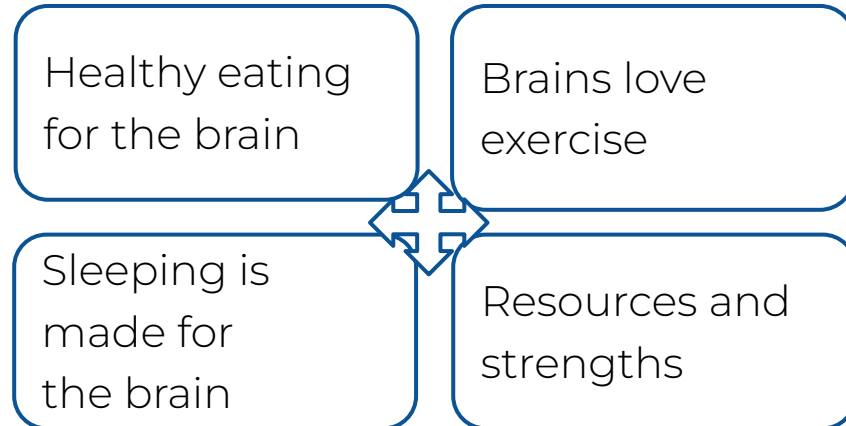 Healthy eating
for the brain
Brains love
exercise
Sleeping is
made for
the brain
Resources and
strengths